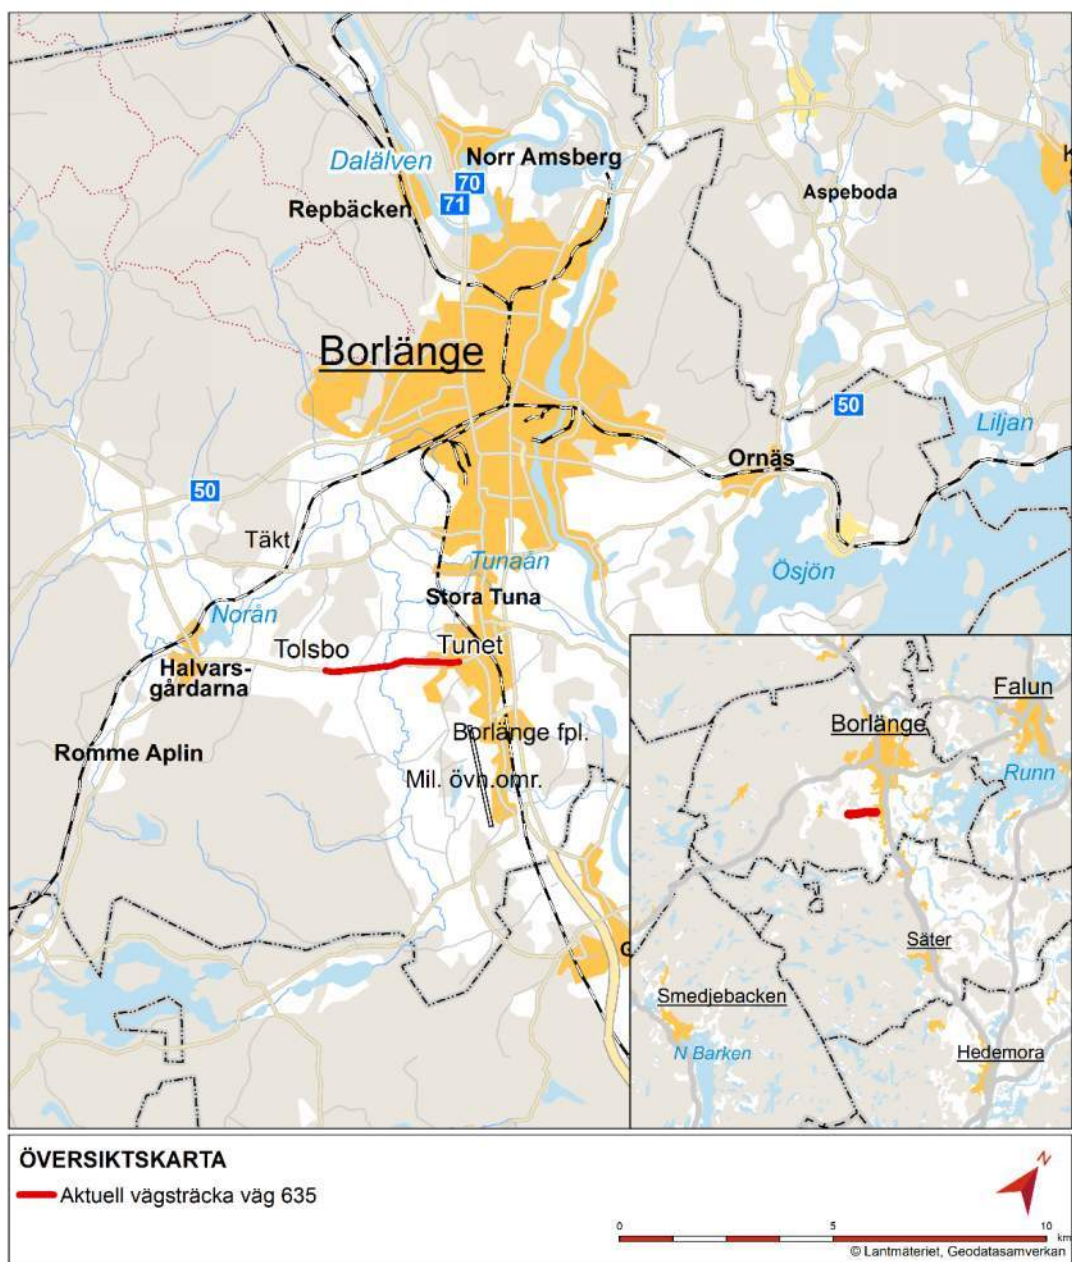 Dalälven
Norr Amsberg
70
71
Repbäcken
Aspeboda
Borlänge
50
Liljan
Ornäs
50
Täkt
Tunaån
Ösjön
Stora Tuna
Norån
Tolsbo
Tunet
Halvars-
gårdarna
Borlänge fpl.
Romme Aplin
Mil. övn.omr.
Falun
Borlänge
Runn
Säter
Smedjebacken
N Barken
Hedemora
ÖVERSIKTSKARTA
Aktuell vägsträcka väg 635
N
0 5 10
km
© Lantmäteriet, Geodatasamverkan